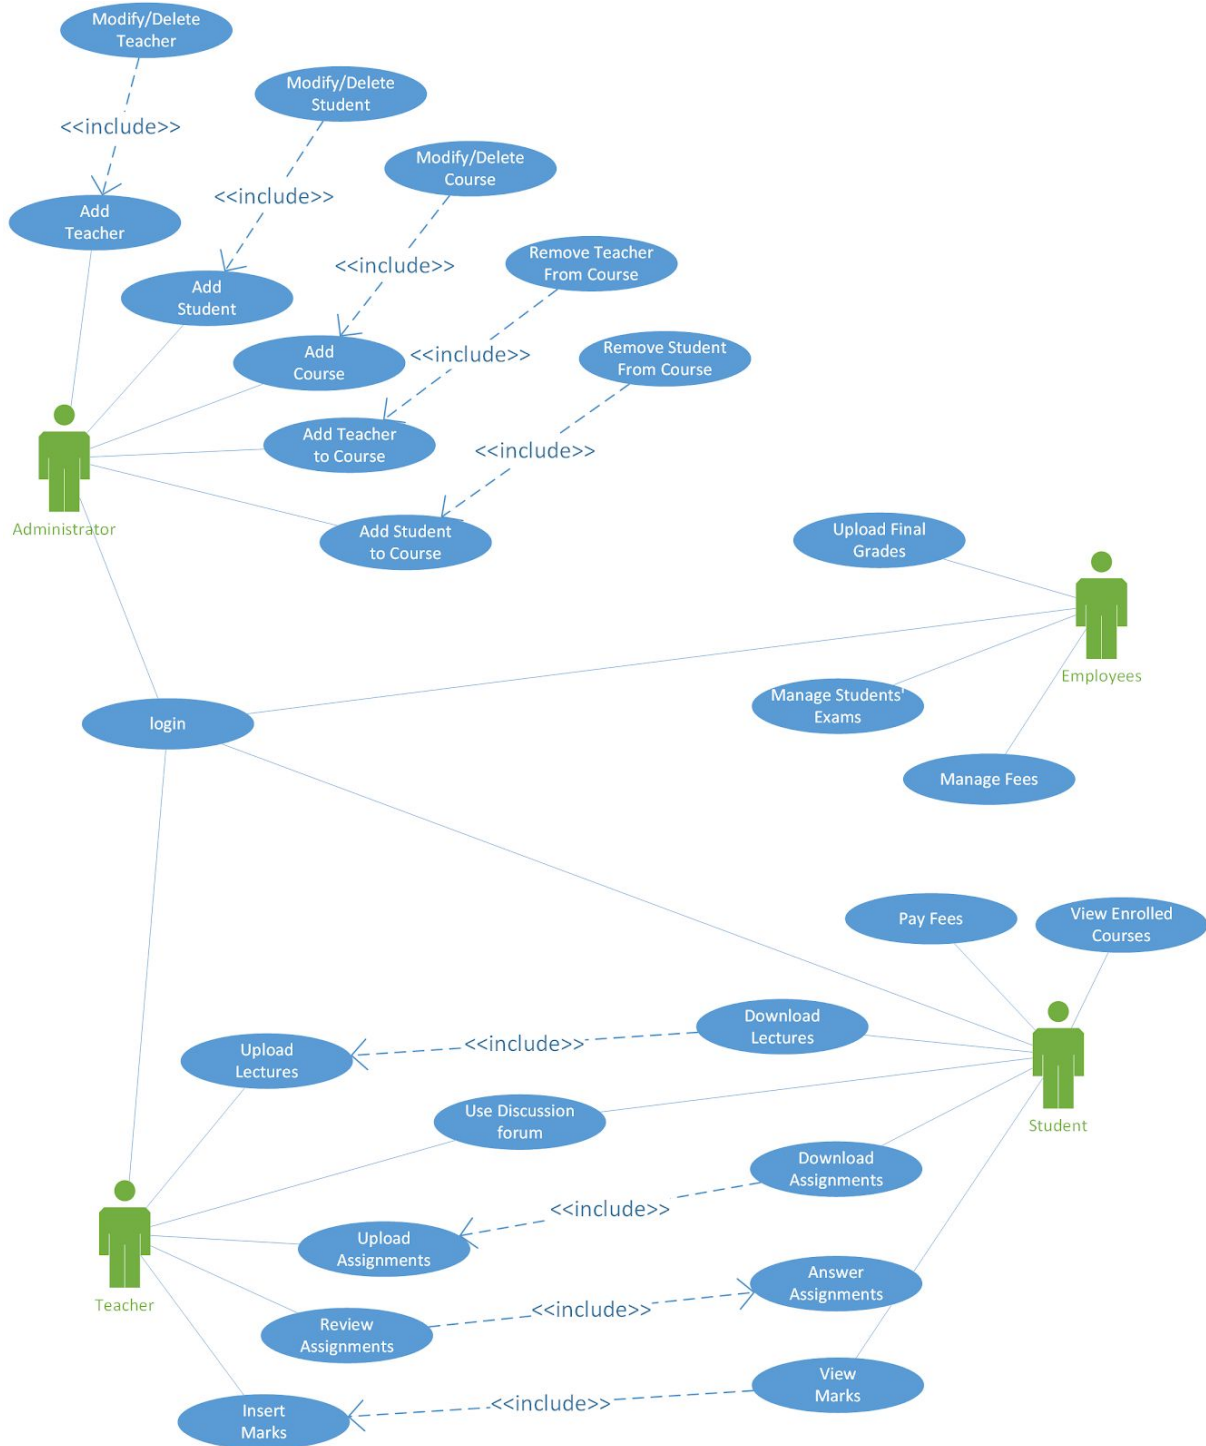 Modify/Delete
Teacher
Modify/Delete
Student
<<include>>
Modify/Delete
Course
<<include>>
Add
Teacher
Remove Teacher
From Course
<<include>>
Add
Student
Add
Course
<<include>>
Remove Student
From Course
Add Teacher
to Course
<<include>>
Administrator
Add Student
to Course
Upload Final
Grades
Employees
Manage Students'
Exams
login
Manage Fees
Pay Fees
View Enrolled
Courses
Download
Lectures
<<include>>
Upload
Lectures
Use Discussion
forum
Student
Download
Assignments
<<include>>
Upload
Assignments
Answer
Assignments
Teacher
<<include>>
Review
Assignments
View
Marks
<<include>>
Insert
Marks